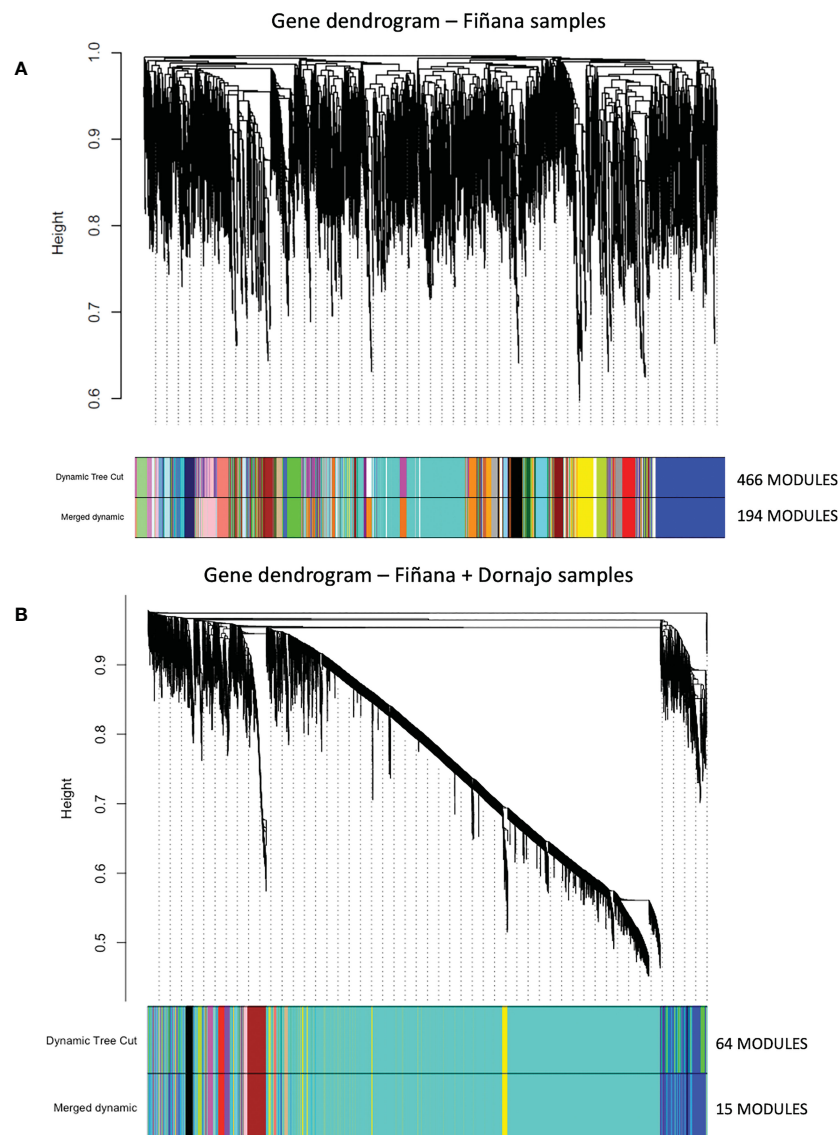 Gene dendrogram – Fiñana samples
A
1.0
0.9
0.8
0.7
0.6
Height
Dynamic Tree Cut
466 MODULES
Merged dynamic
194 MODULES
Gene dendrogram – Fiñana + Dornajo samples
B
0.9
0.8
0.7
0.6
0.5
Height
Dynamic Tree Cut
64 MODULES
Merged dynamic
15 MODULES